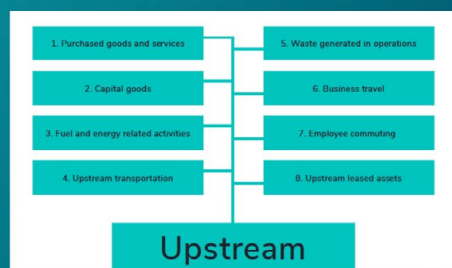 1. Purchased goods and services
2. Capital goods
3. Fuel and energy related activities
4. Upstream transportation
5. Waste generated in operations
6. Business travel
7. Employee commuting
8. Upstream leased assets
Upstream